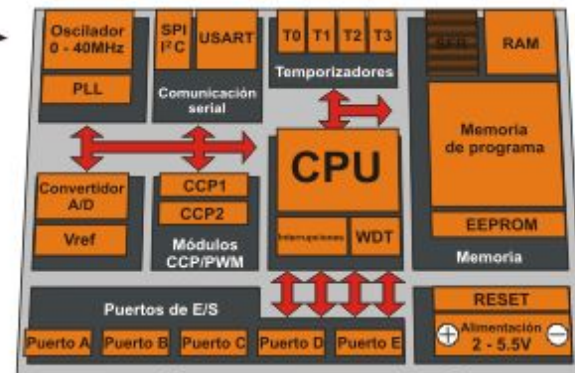 Oscilador
0 - 40MHz
PLL
SPI
I²C
USART
Comunicación
serial
T0
T1
T2
T3
Temporizadores
SFR
RAM
Memoria
de programa
EEPROM
Memoria
Convertidor
A/D
Vref
CCP1
CCP2
Módulos
CCP/PWM
CPU
Interrupciones
WDT
Puertos de E/S
Puerto A
Puerto B
Puerto C
Puerto D
Puerto E
RESET
+ Alimentación -
2 - 5.5V